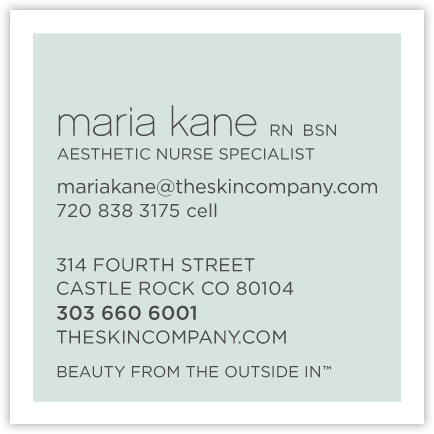 maria kane RN BSN
AESTHETIC NURSE SPECIALIST
mariakane@theskincompany.com
720 838 3175 cell
314 FOURTH STREET
CASTLE ROCK CO 80104
303 660 6001
THESKINCOMPANY.COM
BEAUTY FROM THE OUTSIDE IN™